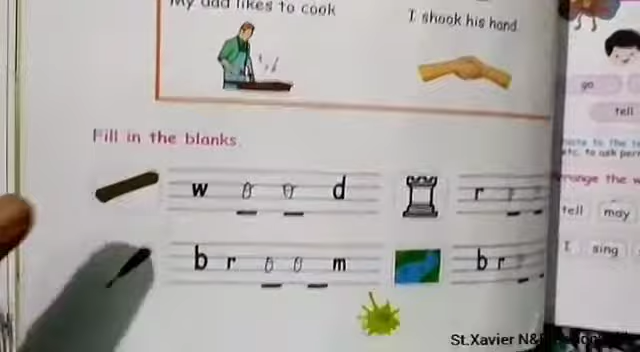 My dad likes to cook
I shook his hand.
Fill in the blanks.
w o o d
r
b r o o m
b r
go
tell
tell may
I sing
St.Xavier N&P